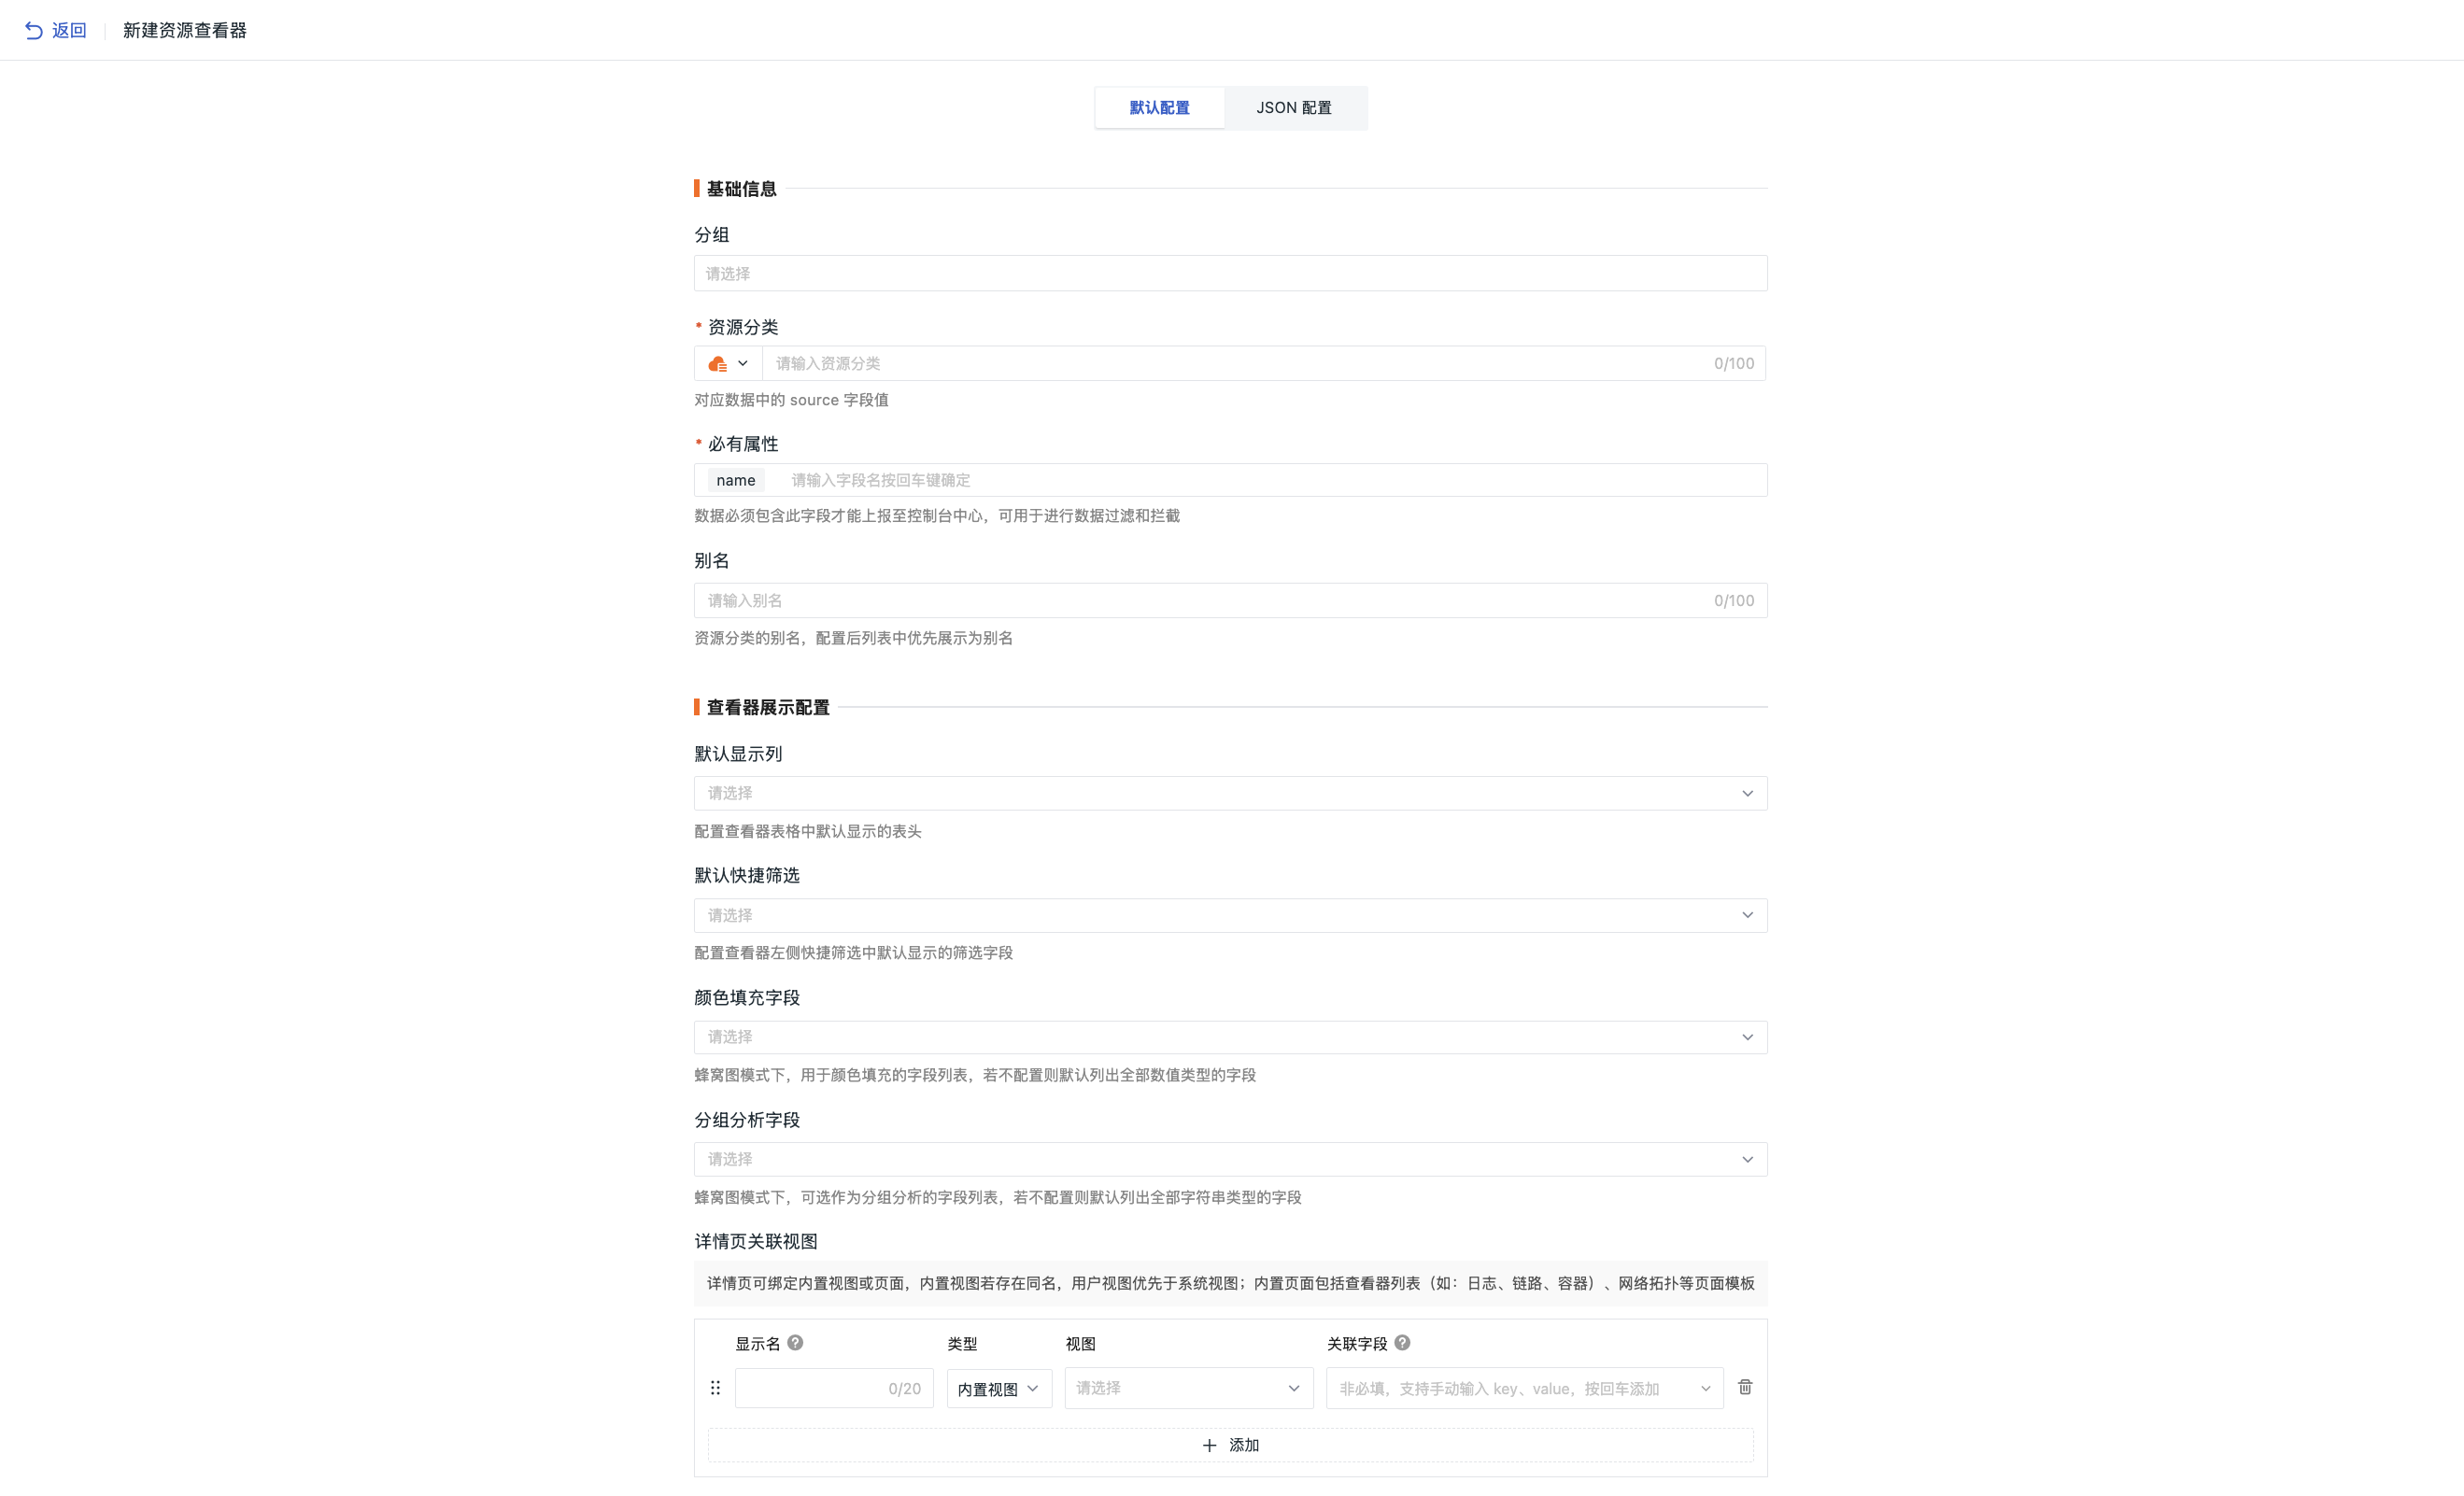 返回 新建资源查看器
默认配置 JSON 配置
基础信息
分组
请选择
* 资源分类
请输入资源分类 0/100
对应数据中的 source 字段值
* 必有属性
name 请输入字段名按回车键确定
数据必须包含此字段才能上报至控制台中心，可用于进行数据过滤和拦截
别名
请输入别名 0/100
资源分类的别名，配置后列表中优先展示为别名
查看器展示配置
默认显示列
请选择
配置查看器表格中默认显示的表头
默认快捷筛选
请选择
配置查看器左侧快捷筛选中默认显示的筛选字段
颜色填充字段
请选择
蜂窝图模式下，用于颜色填充的字段列表，若不配置则默认列出全部数值类型的字段
分组分析字段
请选择
蜂窝图模式下，可选作为分组分析的字段列表，若不配置则默认列出全部字符串类型的字段
详情页关联视图
详情页可绑定内置视图或页面，内置视图若存在同名，用户视图优先于系统视图；内置页面包括查看器列表（如：日志、链路、容器）、网络拓扑等页面模板
显示名 类型 视图 关联字段
0/20 内置视图 请选择 非必填，支持手动输入 key、value，按回车添加
添加